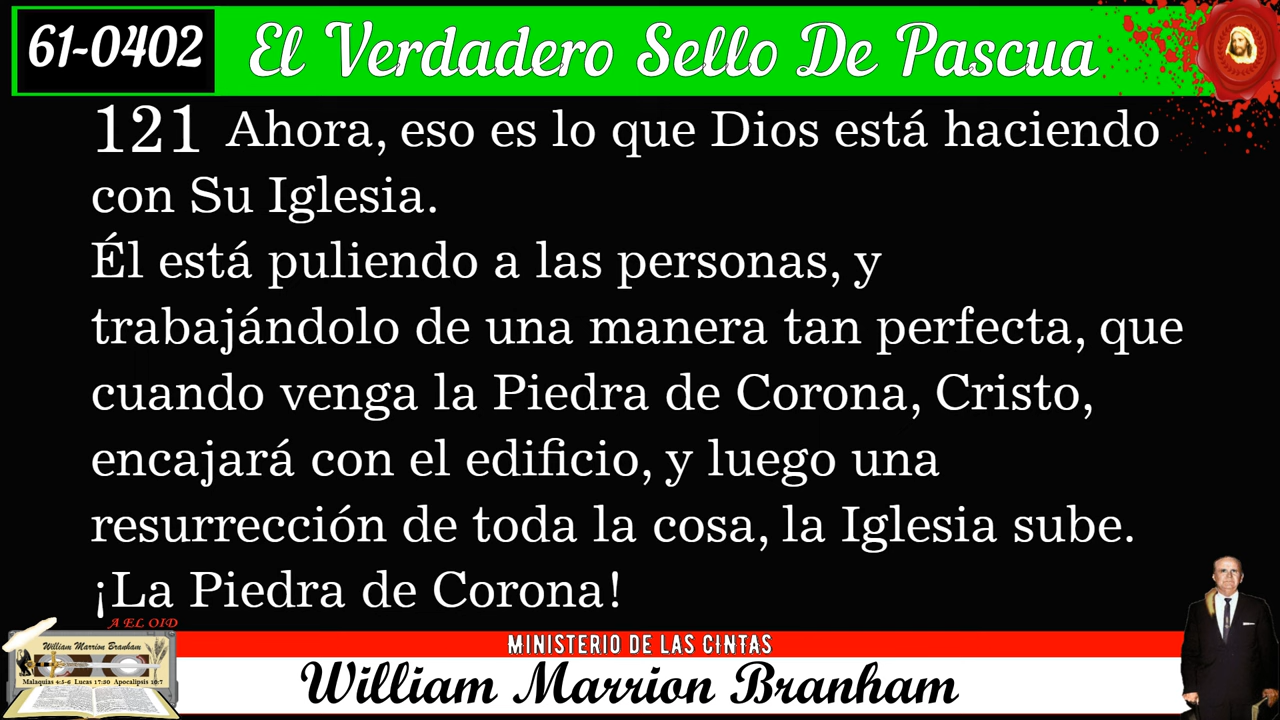 61-0402
El Verdadero Sello De Pascua
121 Ahora, eso es lo que Dios está haciendo
con Su Iglesia.
Él está puliendo a las personas, y
trabajándolo de una manera tan perfecta, que
cuando venga la Piedra de Corona, Cristo,
encajará con el edificio, y luego una
resurrección de toda la cosa, la Iglesia sube.
¡La Piedra de Corona!
A EL OID
William Marrion Branham
Malaquias 4:5-6 Lucas 17:30 Apocalipsis 10:7
MINISTERIO DE LAS CINTAS
William Marrion Branham